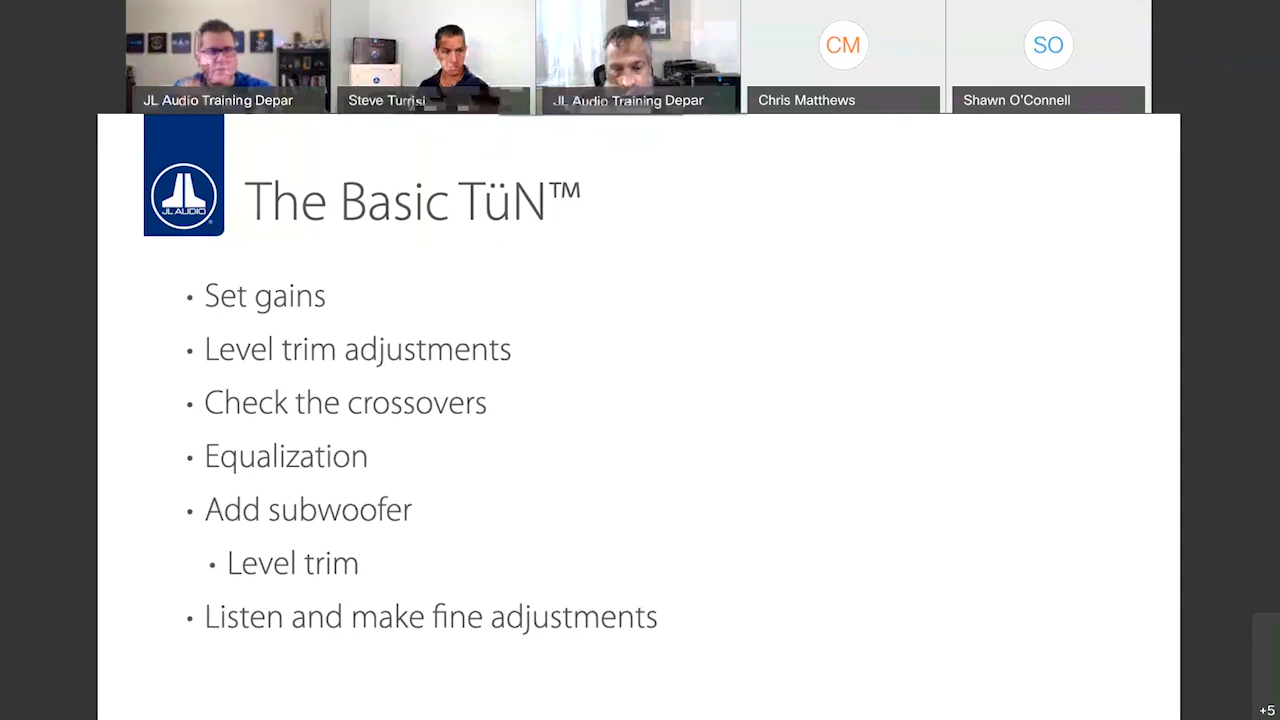 CM
SO
JL Audio Training Depar
Steve Turrisi
JL Audio Training Depar
Chris Matthews
Shawn O'Connell
JL AUDIO
The Basic TüN™
• Set gains
• Level trim adjustments
• Check the crossovers
• Equalization
• Add subwoofer
• Level trim
• Listen and make fine adjustments
+5